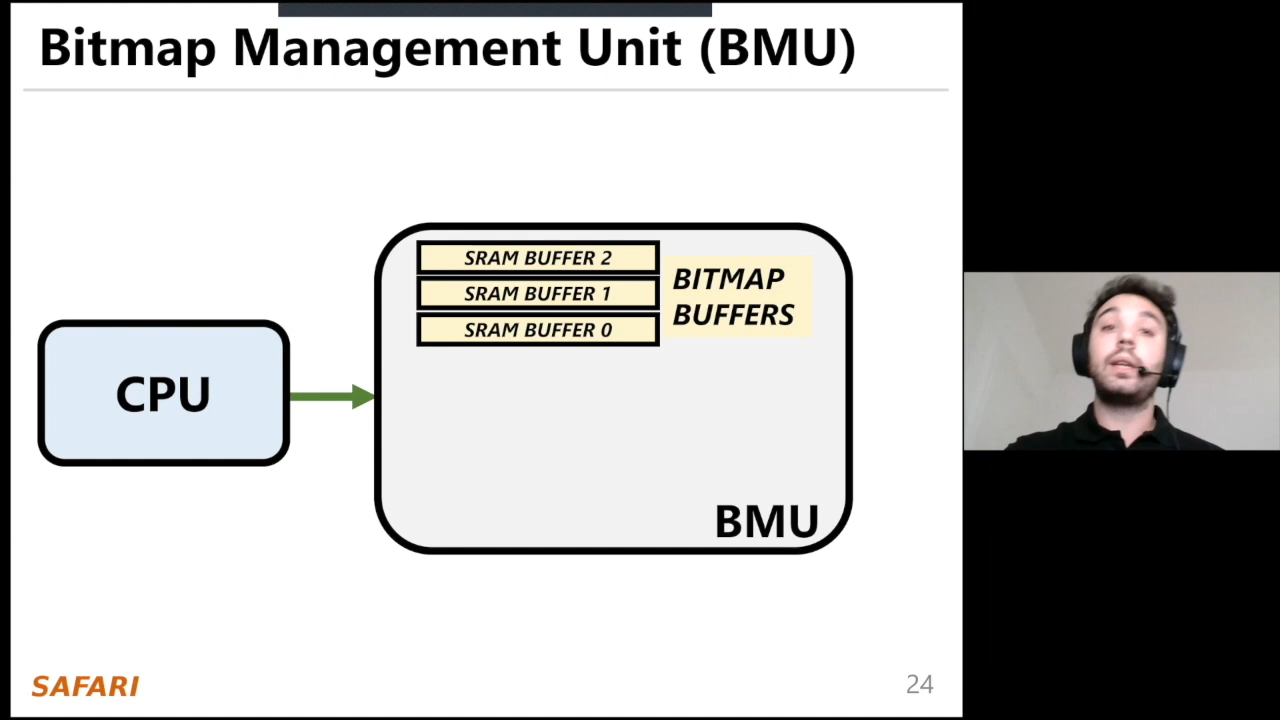 Bitmap Management Unit (BMU)
SRAM BUFFER 2
SRAM BUFFER 1
SRAM BUFFER 0
BITMAP
BUFFERS
CPU
BMU
SAFARI
24